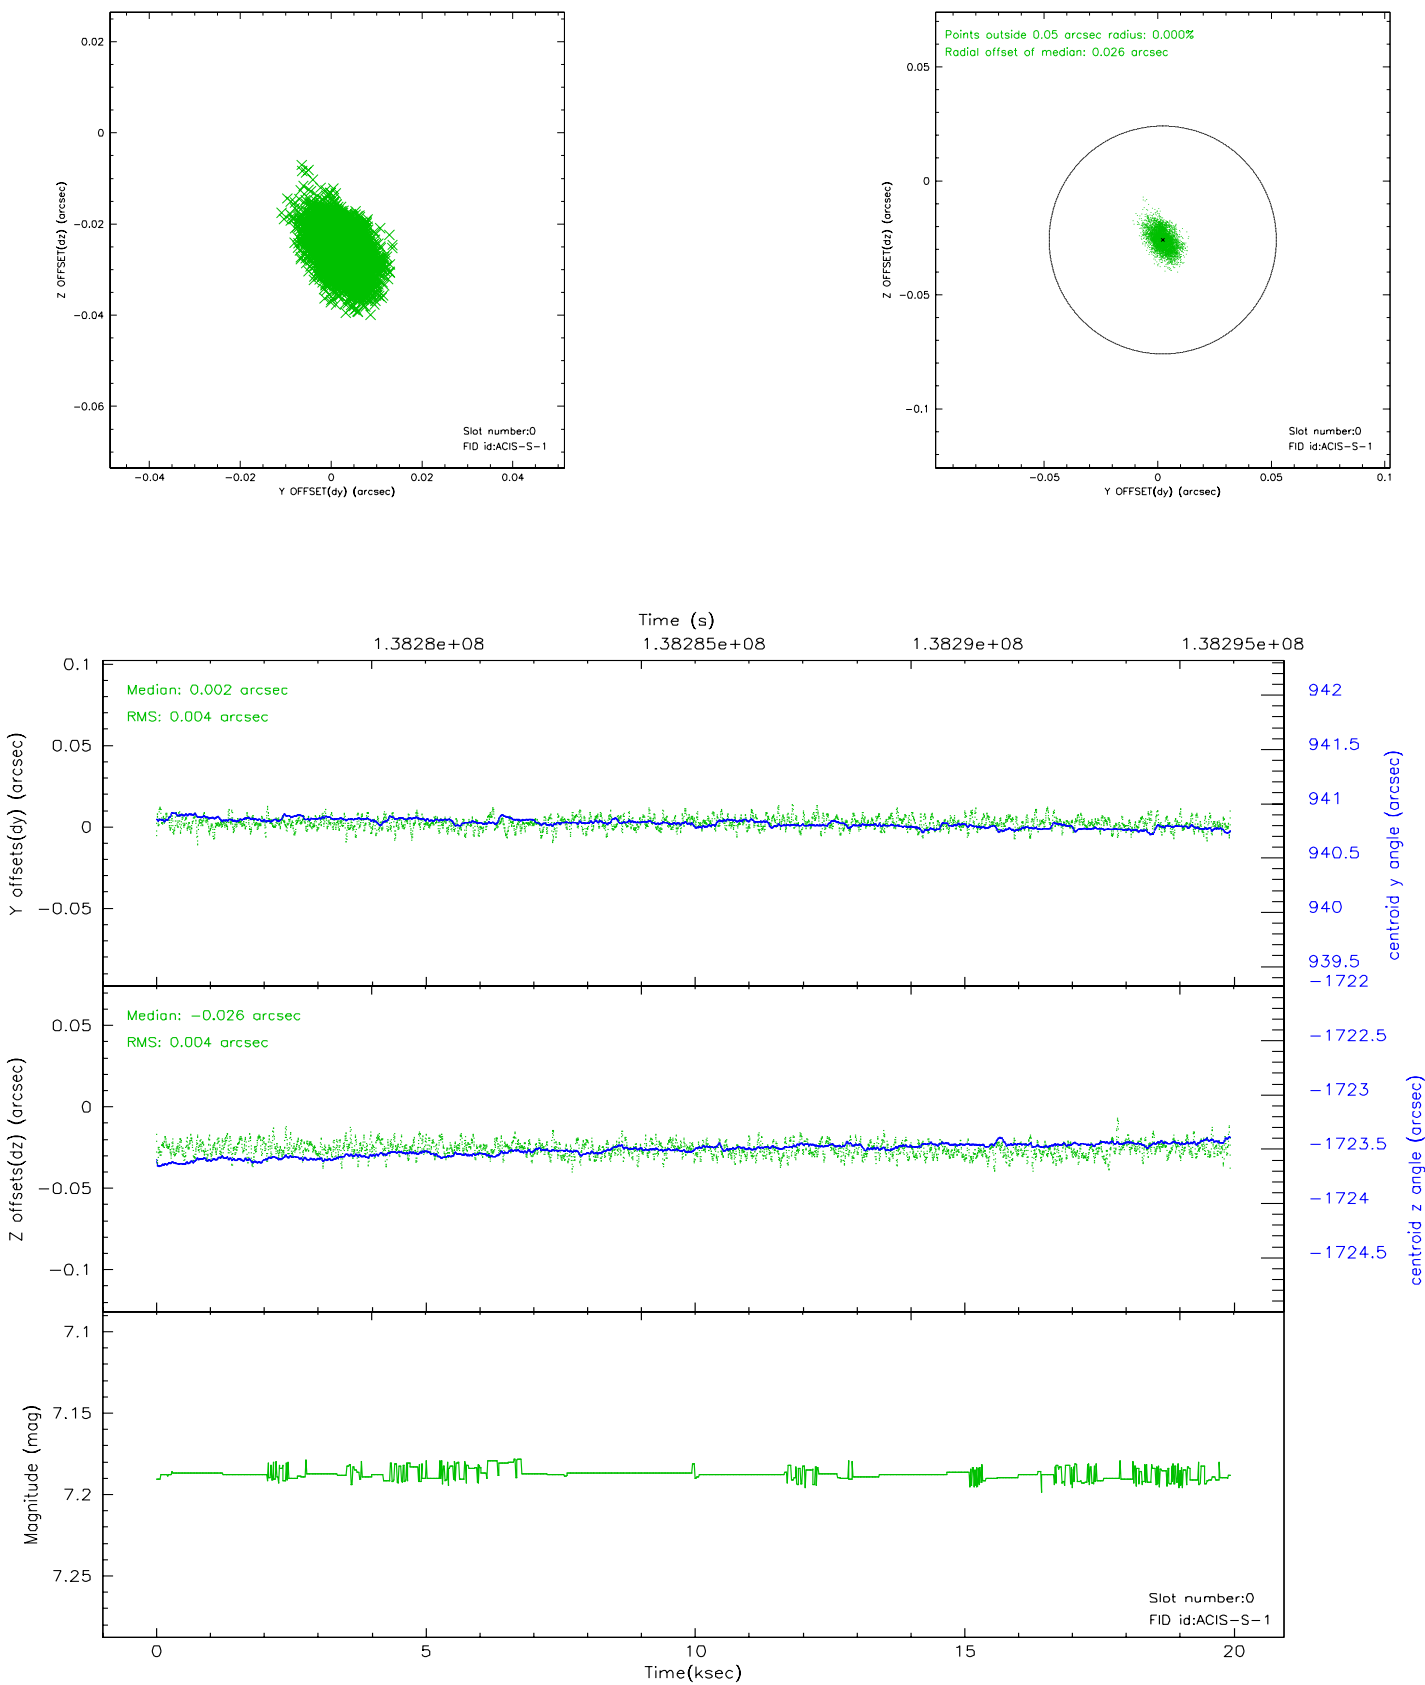 0.02
0
−0.02
−0.04
−0.06
Z OFFSET(dz) (arcsec)
Slot number:0
FID id:ACIS−S−1
−0.04 −0.02 0 0.02 0.04
Y OFFSET(dy) (arcsec)
Points outside 0.05 arcsec radius: 0.000%
Radial offset of median: 0.026 arcsec
0.05
0
−0.05
−0.1
Z OFFSET(dz) (arcsec)
Slot number:0
FID id:ACIS−S−1
−0.05 0 0.05 0.1
Y OFFSET(dy) (arcsec)
Time (s)
1.3828e+08 1.38285e+08 1.3829e+08 1.38295e+08
Median: 0.002 arcsec
RMS: 0.004 arcsec
0.1
0.05
0
−0.05
Y offsets(dy) (arcsec)
942
941.5
941
940.5
940
939.5
centroid y angle (arcsec)
Median: −0.026 arcsec
RMS: 0.004 arcsec
0.05
0
−0.05
−0.1
Z offsets(dz) (arcsec)
−1722
−1722.5
−1723
−1723.5
−1724
−1724.5
centroid z angle (arcsec)
7.1
7.15
7.2
7.25
Magnitude (mag)
Slot number:0
FID id:ACIS−S−1
0 5 10 15 20
Time(ksec)